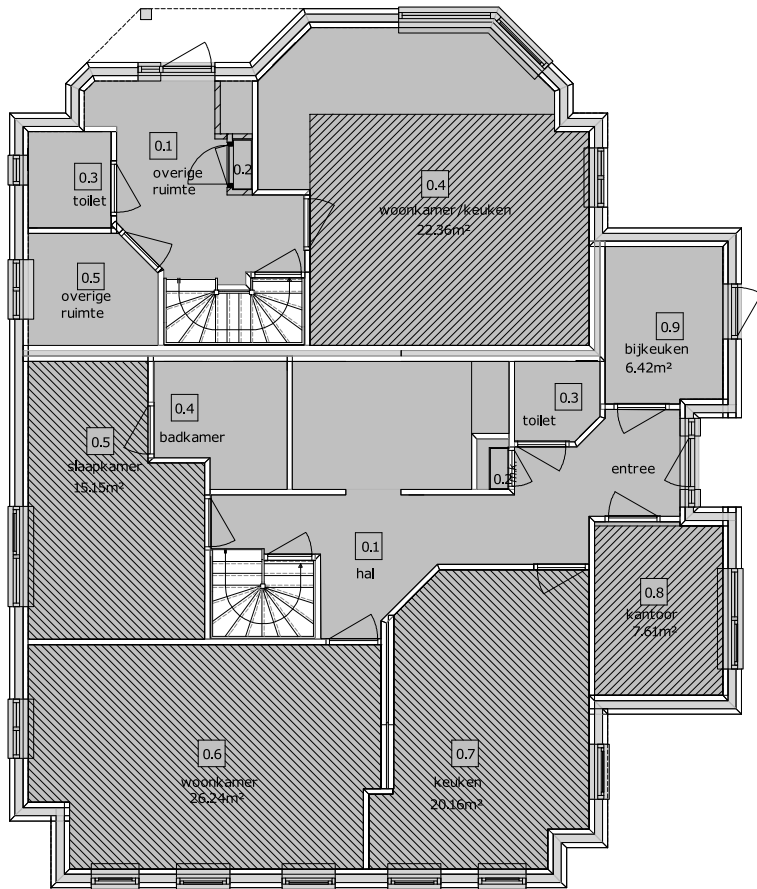 0.1
overige
ruimte
0.2
0.3
toilet
0.4
woonkamer/keuken
22.36m²
0.5
overige
ruimte
0.9
bijkeuken
6.42m²
0.4
badkamer
0.3
toilet
0.5
slaapkamer
15.15m²
0.2
m.k.
entree
0.1
hal
0.8
kantoor
7.61m²
0.6
woonkamer
26.24m²
0.7
keuken
20.16m²